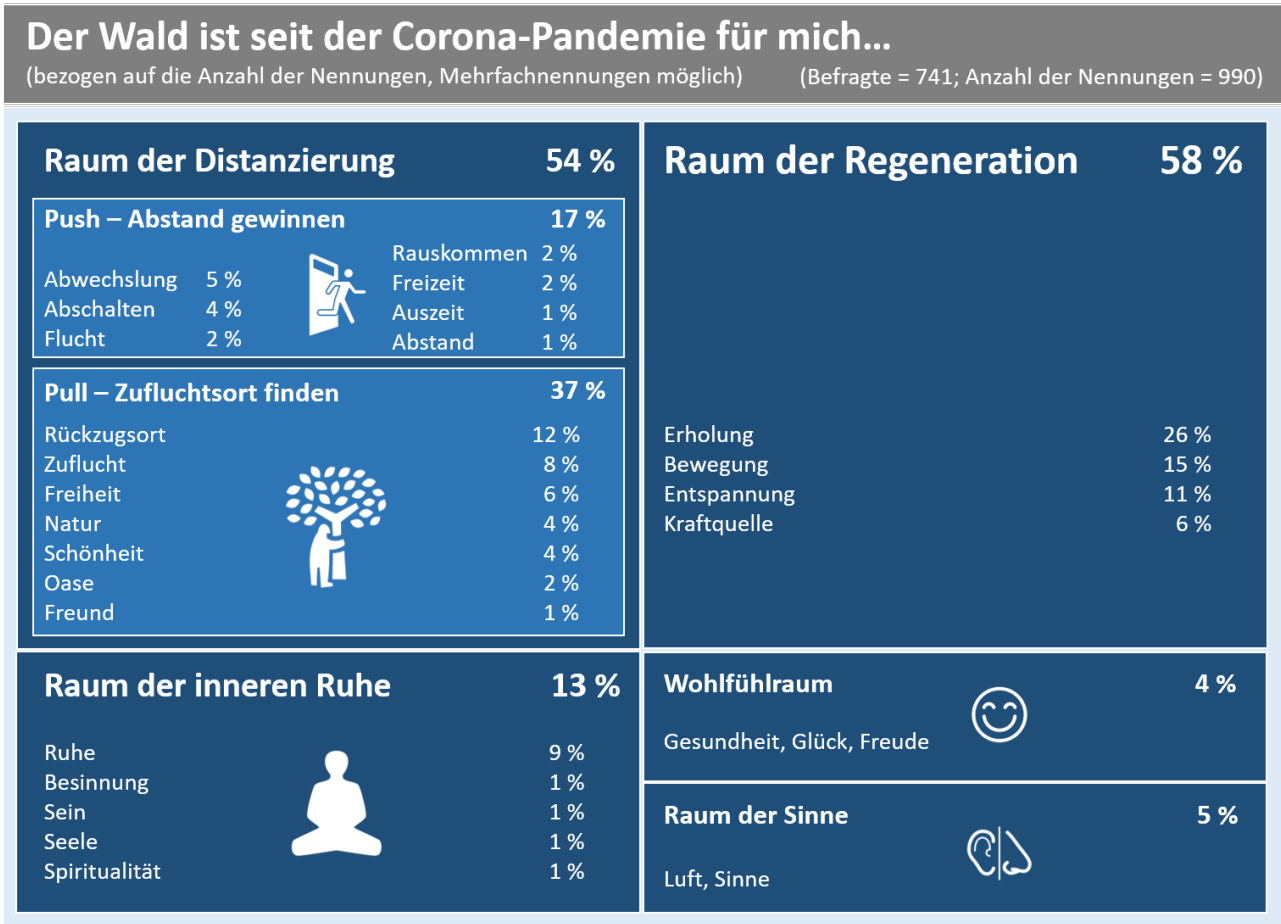 Der Wald ist seit der Corona-Pandemie für mich...
(bezogen auf die Anzahl der Nennungen, Mehrfachnennungen möglich) (Befragte = 741; Anzahl der Nennungen = 990)
Raum der Distanzierung 54 %
Push – Abstand gewinnen 17 %
Abwechslung 5 %
Abschalten 4 %
Flucht 2 %
Rauskommen 2 %
Freizeit 2 %
Auszeit 1 %
Abstand 1 %
Pull – Zufluchtsort finden 37 %
Rückzugsort 12 %
Zuflucht 8 %
Freiheit 6 %
Natur 4 %
Schönheit 4 %
Oase 2 %
Freund 1 %
Raum der Regeneration 58 %
Erholung 26 %
Bewegung 15 %
Entspannung 11 %
Kraftquelle 6 %
Raum der inneren Ruhe 13 %
Ruhe 9 %
Besinnung 1 %
Sein 1 %
Seele 1 %
Spiritualität 1 %
Wohlfühlraum 4 %
Gesundheit, Glück, Freude
Raum der Sinne 5 %
Luft, Sinne